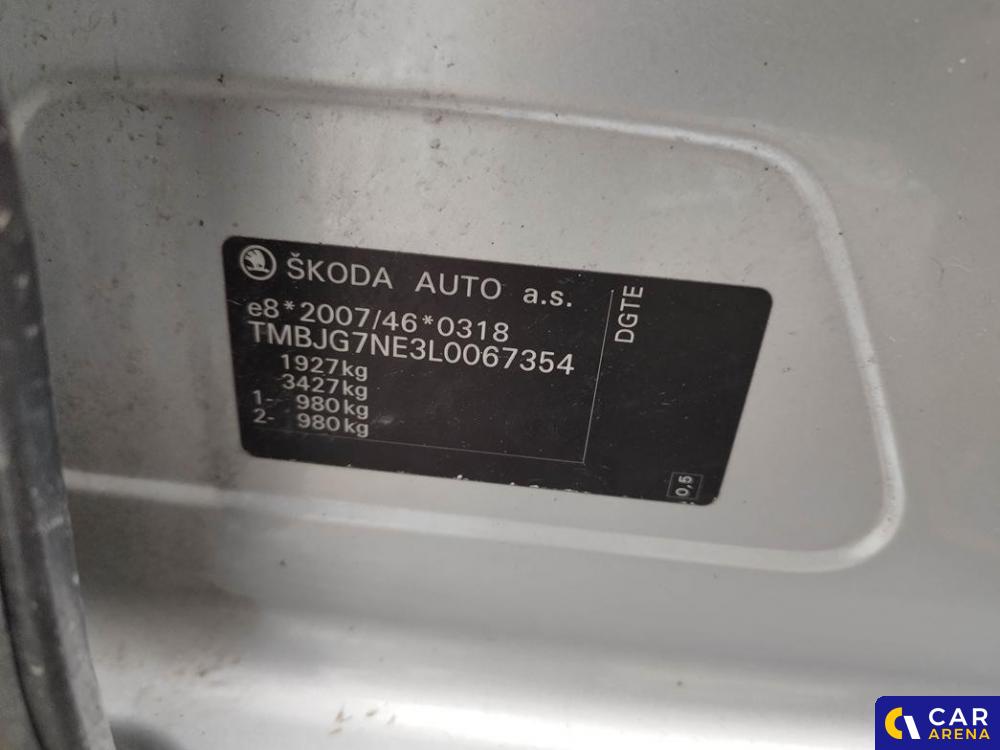 ŠKODA AUTO a.s.
e8*2007/46*0318
TMBJG7NE3L0067354
1927kg
3427kg
1- 980kg
2- 980kg
DGTE
0,5
CAR
ARENA